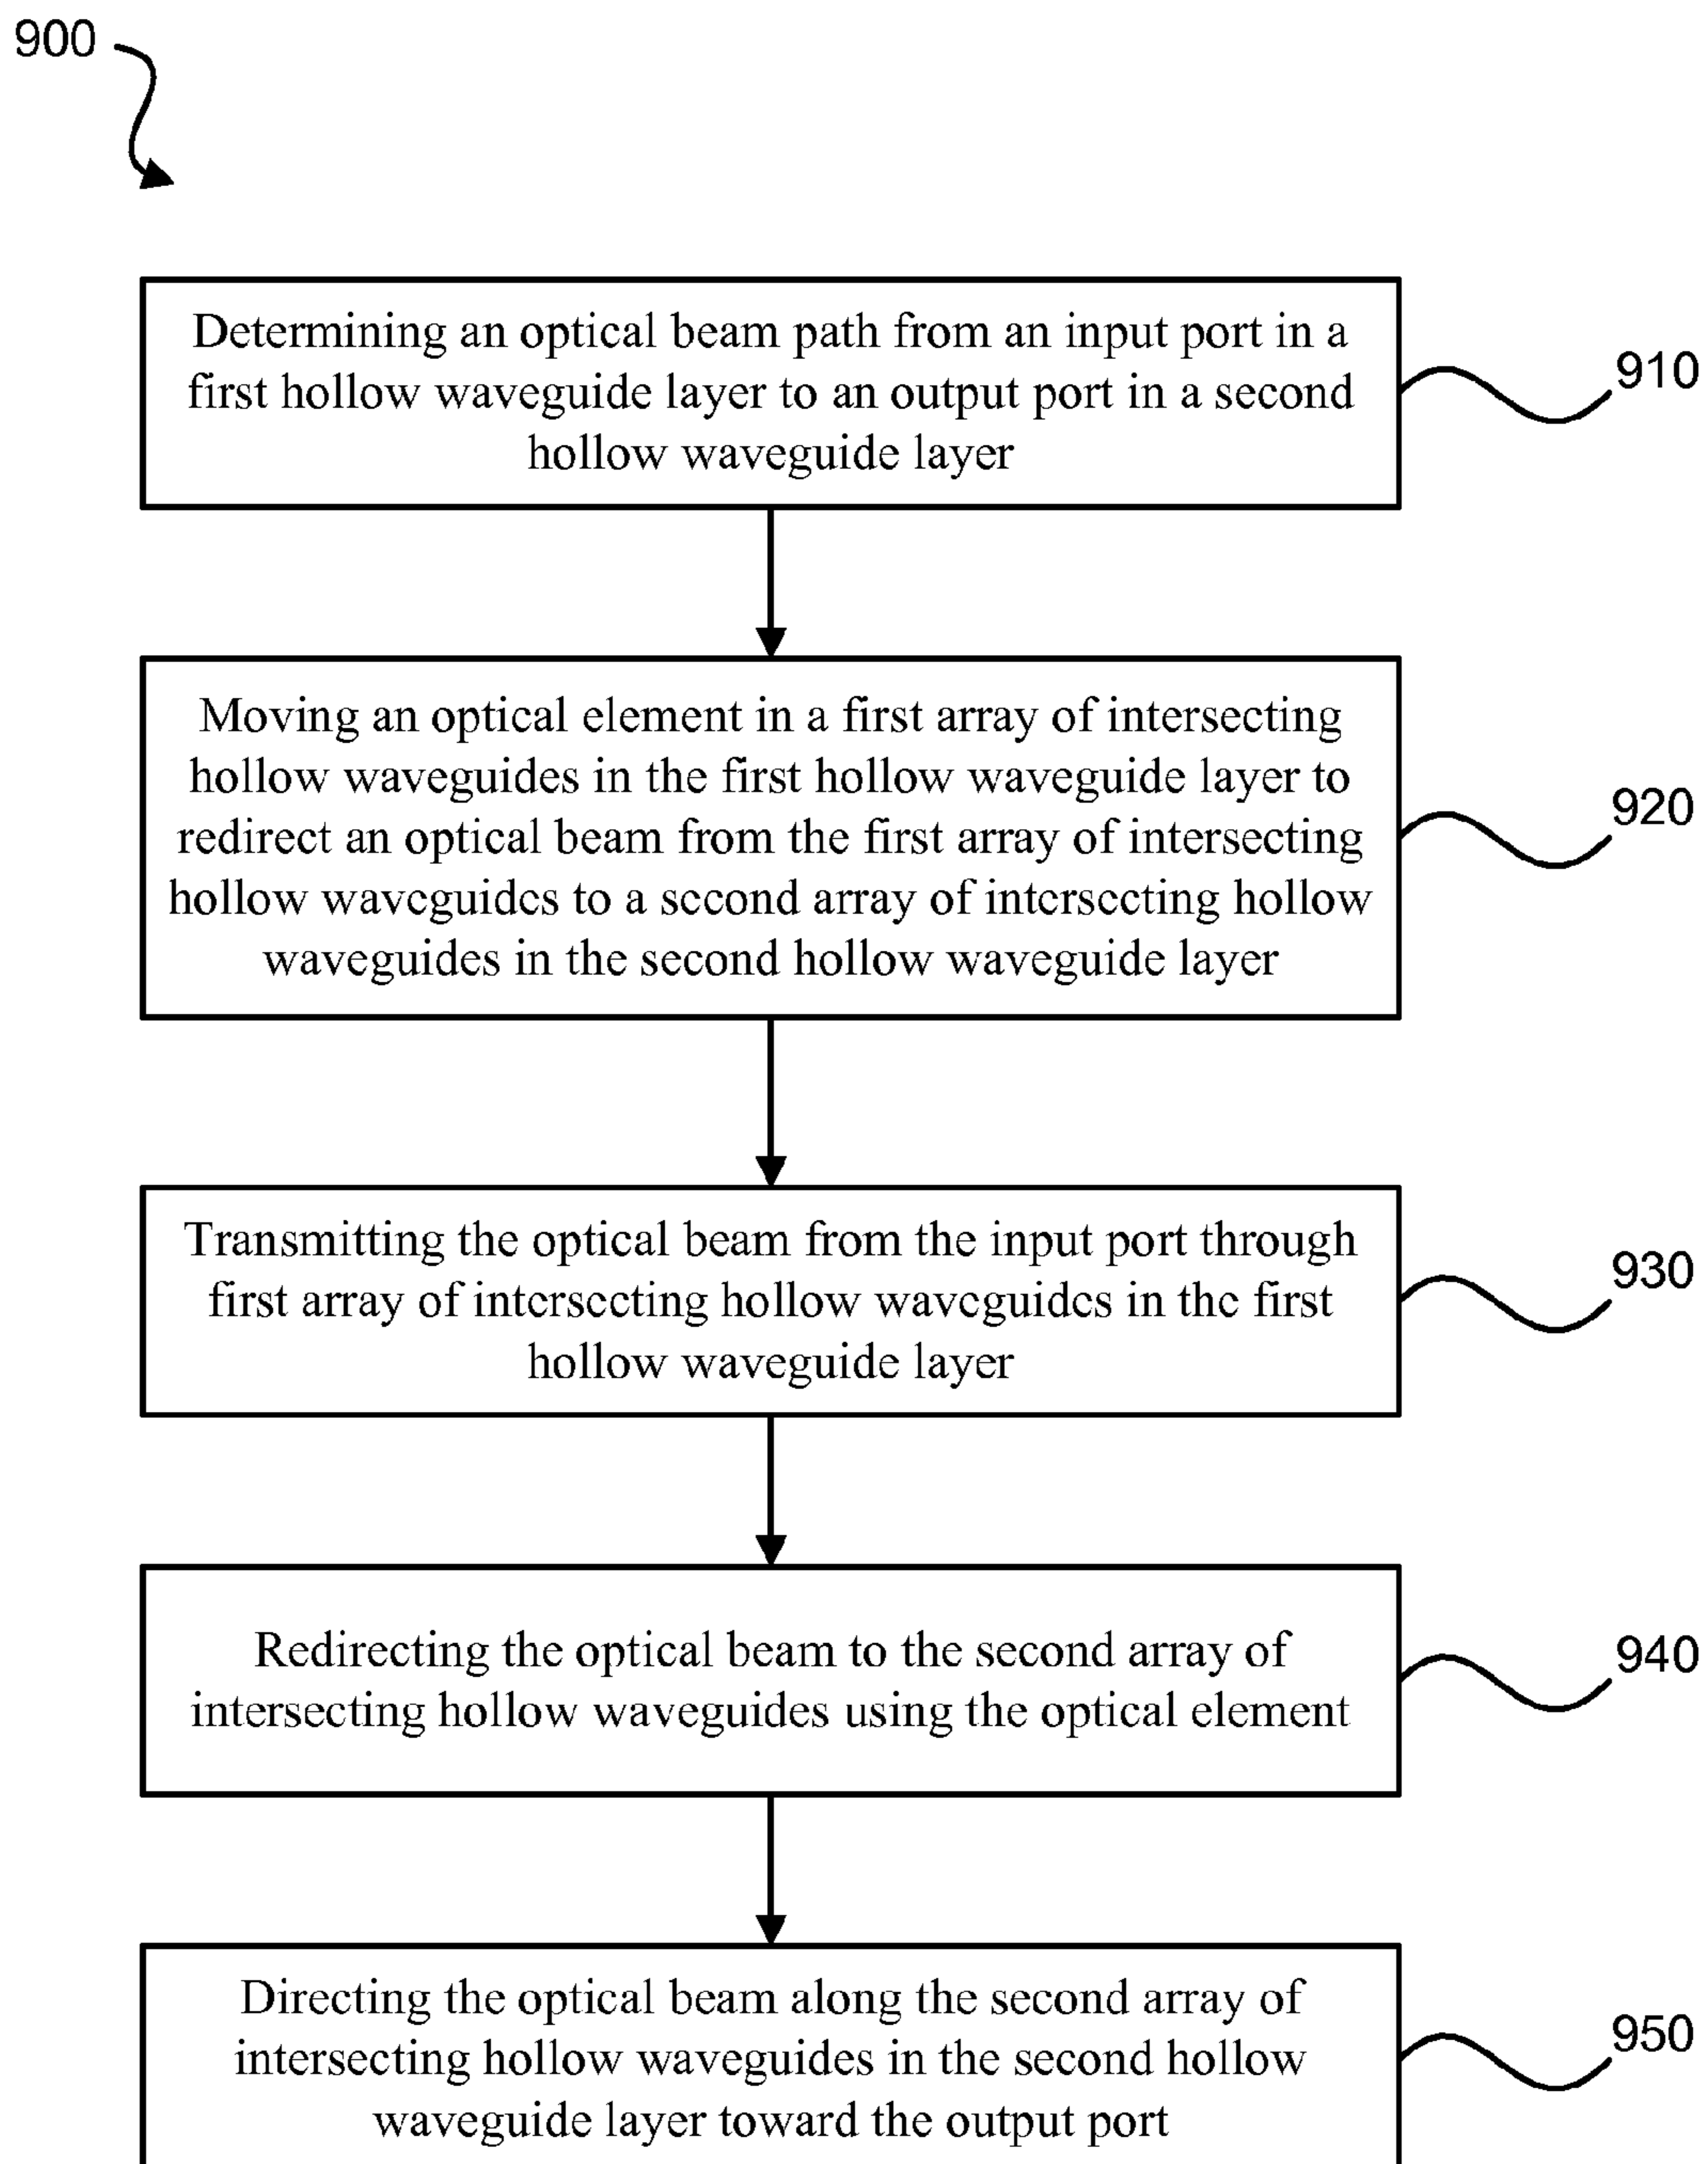 900
Determining an optical beam path from an input port in a
first hollow waveguide layer to an output port in a second
hollow waveguide layer
910
Moving an optical element in a first array of intersecting
hollow waveguides in the first hollow waveguide layer to
redirect an optical beam from the first array of intersecting
hollow waveguides to a second array of intersecting hollow
waveguides in the second hollow waveguide layer
920
Transmitting the optical beam from the input port through
first array of intersecting hollow waveguides in the first
hollow waveguide layer
930
Redirecting the optical beam to the second array of
intersecting hollow waveguides using the optical element
940
Directing the optical beam along the second array of
intersecting hollow waveguides in the second hollow
waveguide layer toward the output port
950